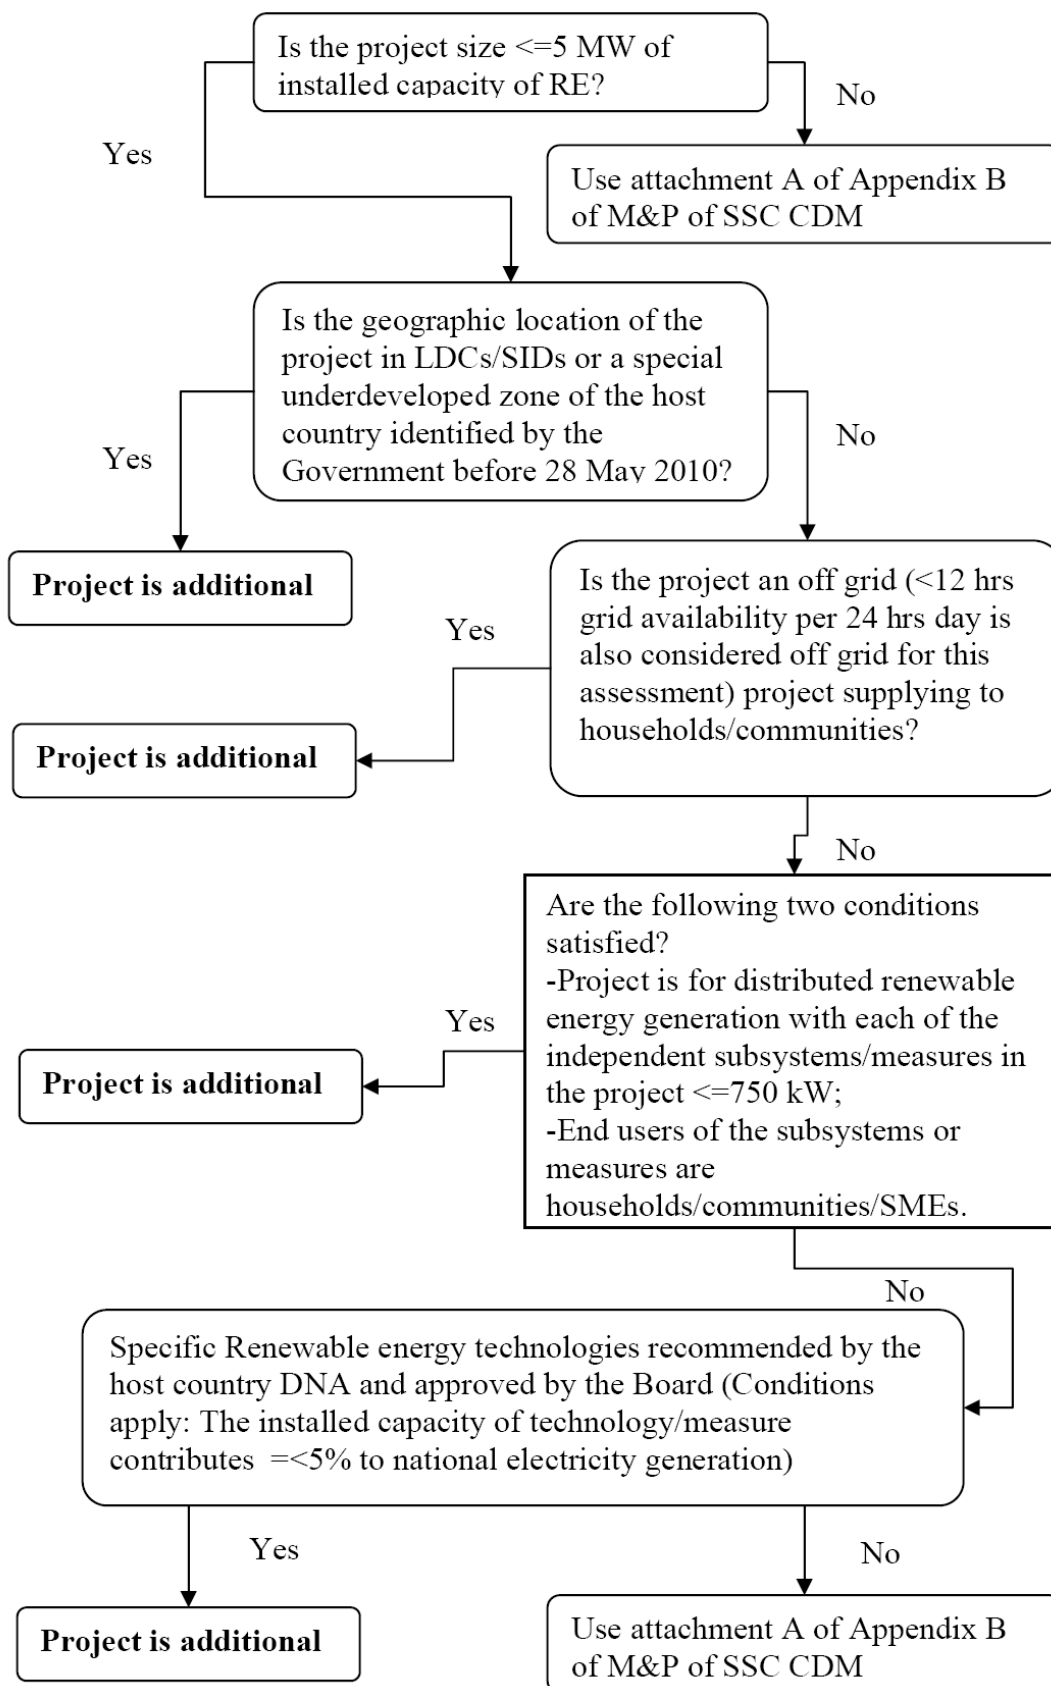 Is the project size <=5 MW of
installed capacity of RE?
No
Yes
Use attachment A of Appendix B
of M&P of SSC CDM
Is the geographic location of the
project in LDCs/SIDs or a special
underdeveloped zone of the host
country identified by the
Government before 28 May 2010?
Yes
No
Project is additional
Is the project an off grid (<12 hrs
grid availability per 24 hrs day is
also considered off grid for this
assessment) project supplying to
households/communities?
Yes
Project is additional
No
Are the following two conditions
satisfied?
-Project is for distributed renewable
energy generation with each of the
independent subsystems/measures in
the project <=750 kW;
-End users of the subsystems or
measures are
households/communities/SMEs.
Yes
Project is additional
No
Specific Renewable energy technologies recommended by the
host country DNA and approved by the Board (Conditions
apply: The installed capacity of technology/measure
contributes  =<5% to national electricity generation)
Yes
No
Project is additional
Use attachment A of Appendix B
of M&P of SSC CDM